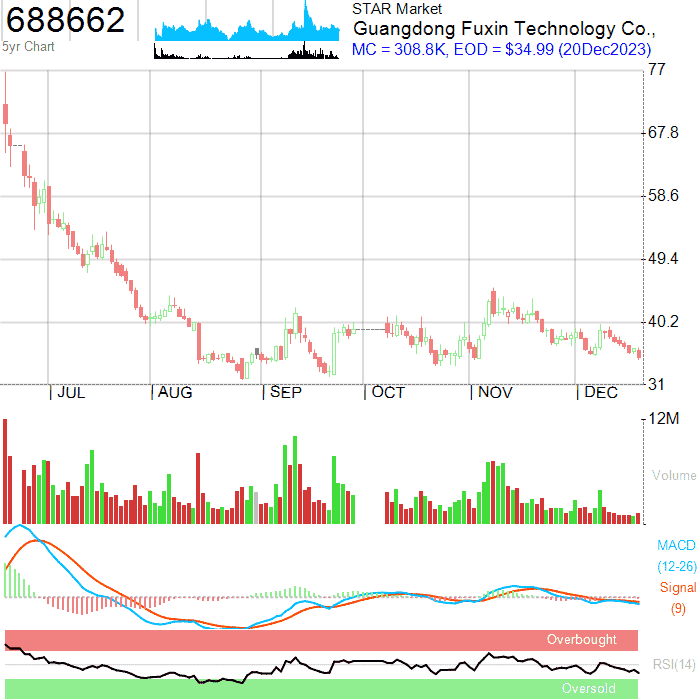 688662
5yr Chart
STAR Market
Guangdong Fuxin Technology Co.,
MC = 308.8K, EOD = $34.99 (20Dec2023)
77
67.8
58.6
49.4
40.2
31
JUL AUG SEP OCT NOV DEC
12M
Volume
MACD
(12-26)
Signal
(9)
Overbought
RSI(14)
Oversold